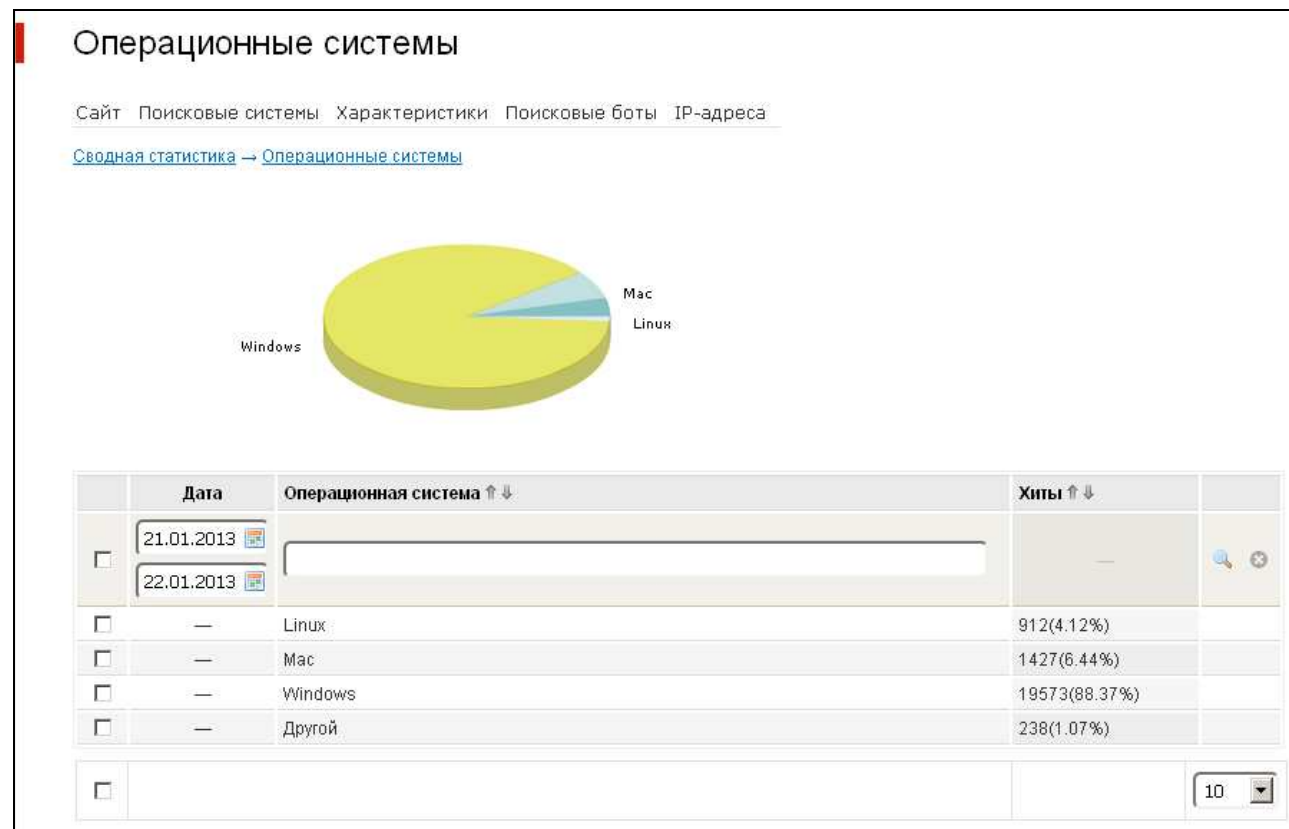 Операционные системы
Сайт Поисковые системы Характеристики Поисковые боты IP-адреса
Сводная статистика → Операционные системы
Mac
Linux
Windows
Дата Операционная система ⇑ ⇓ Хиты ⇑ ⇓
21.01.2013
—
22.01.2013
— Linux 912(4.12%)
— Mac 1427(6.44%)
— Windows 19573(88.37%)
— Другой 238(1.07%)
10